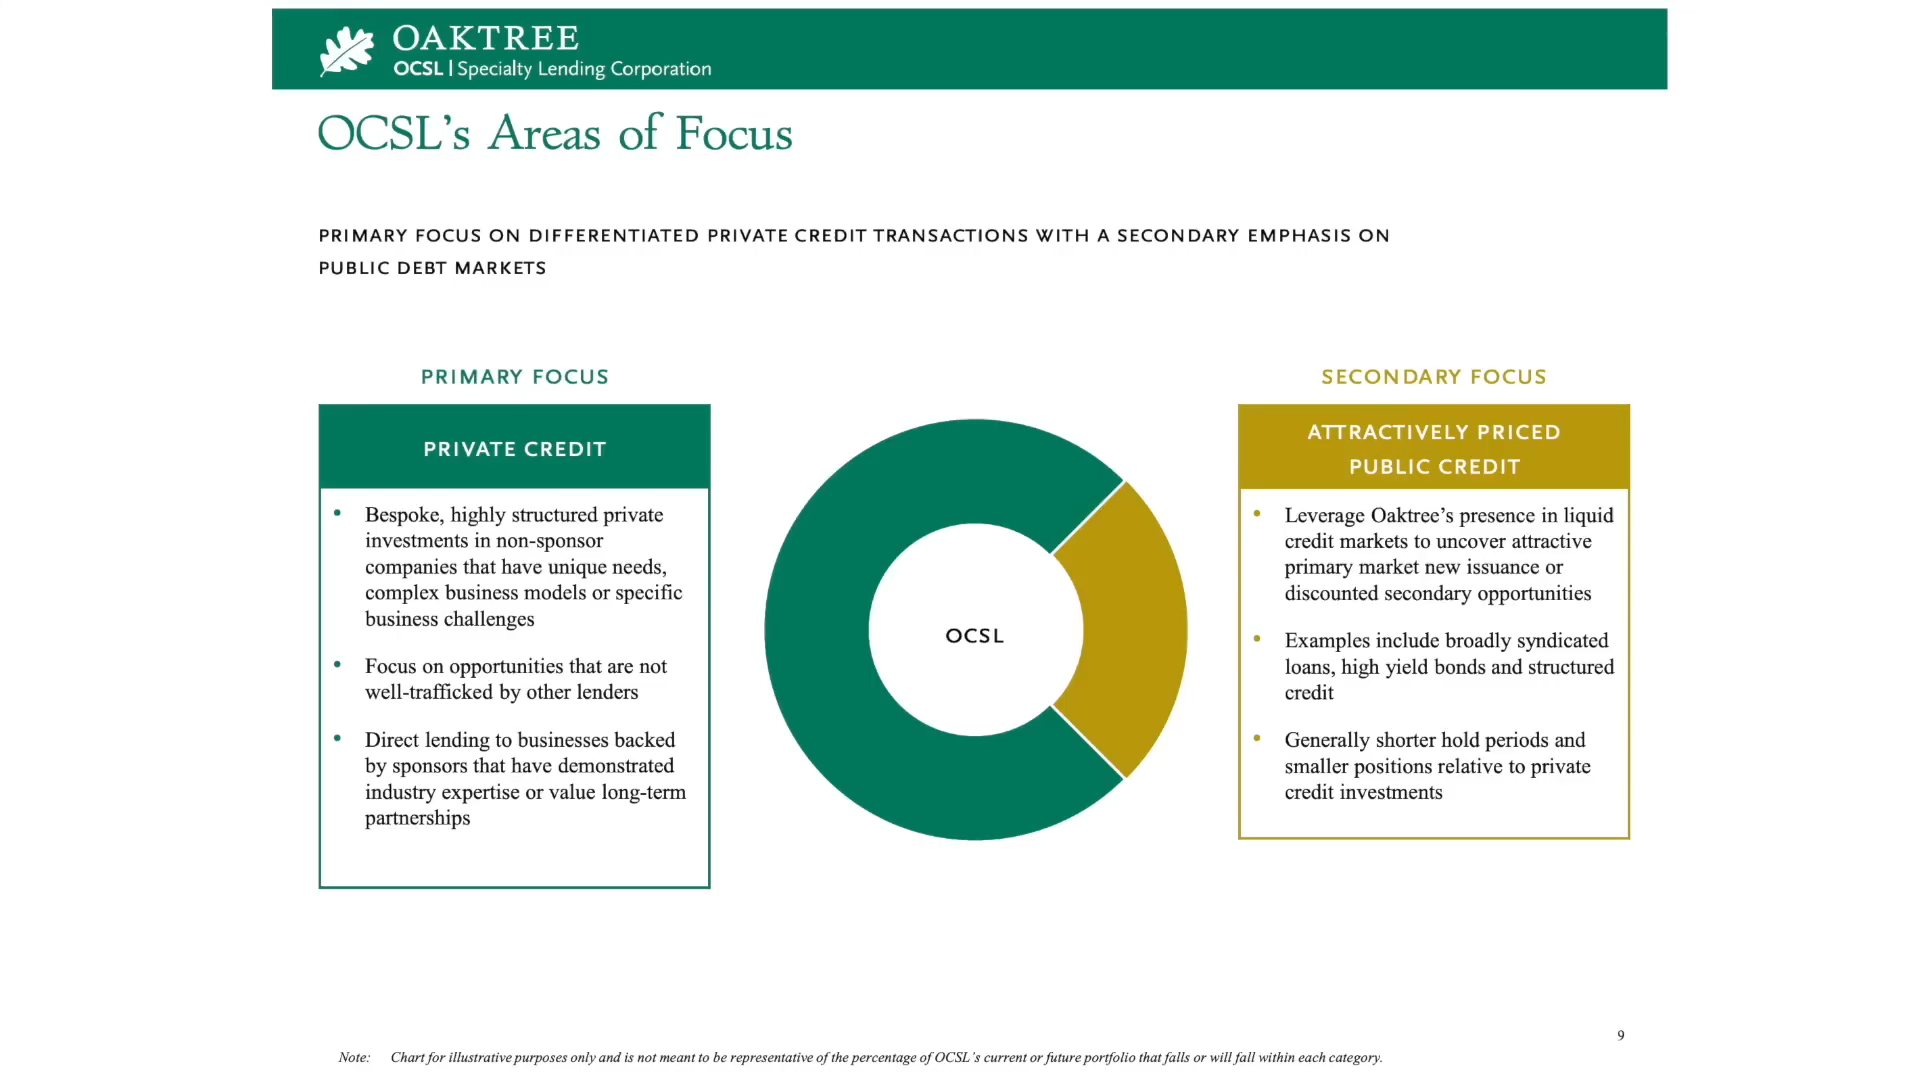 OAKTREE
OCSL | Specialty Lending Corporation
OCSL’s Areas of Focus
PRIMARY FOCUS ON DIFFERENTIATED PRIVATE CREDIT TRANSACTIONS WITH A SECONDARY EMPHASIS ON
PUBLIC DEBT MARKETS
PRIMARY FOCUS
PRIVATE CREDIT
• Bespoke, highly structured private
investments in non-sponsor
companies that have unique needs,
complex business models or specific
business challenges
• Focus on opportunities that are not
well-trafficked by other lenders
• Direct lending to businesses backed
by sponsors that have demonstrated
industry expertise or value long-term
partnerships
OCSL
SECONDARY FOCUS
ATTRACTIVELY PRICED
PUBLIC CREDIT
• Leverage Oaktree’s presence in liquid
credit markets to uncover attractive
primary market new issuance or
discounted secondary opportunities
• Examples include broadly syndicated
loans, high yield bonds and structured
credit
• Generally shorter hold periods and
smaller positions relative to private
credit investments
9
Note: Chart for illustrative purposes only and is not meant to be representative of the percentage of OCSL’s current or future portfolio that falls or will fall within each category.